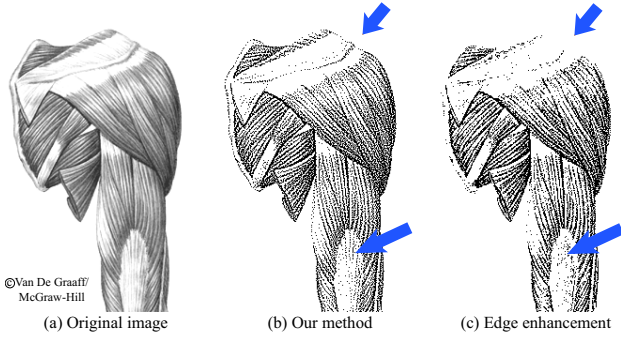 ©Van De Graaff/
McGraw-Hill
(a) Original image
(b) Our method
(c) Edge enhancement